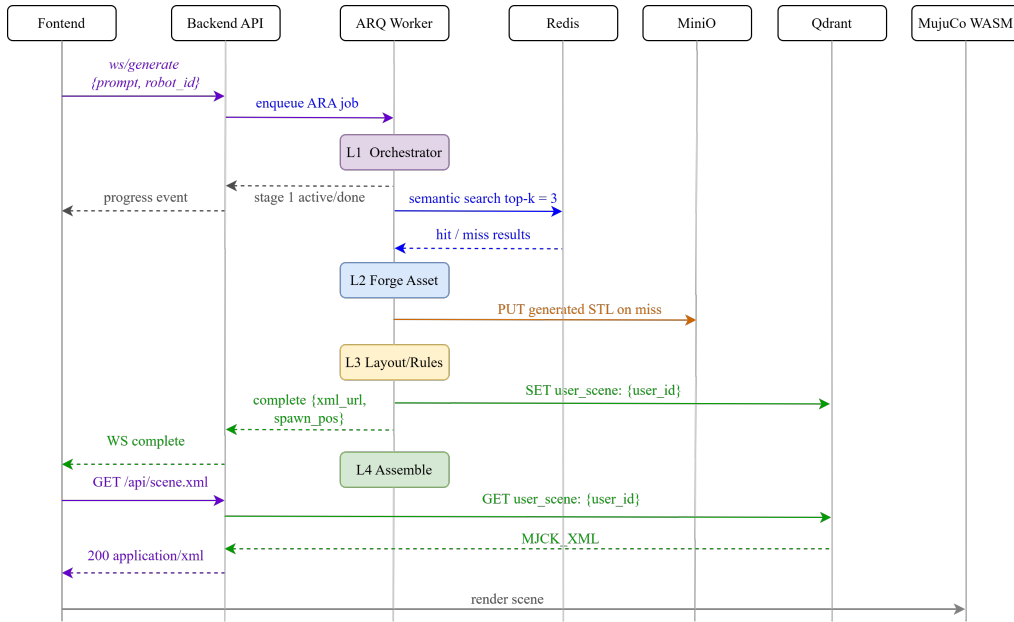 Fontend
Backend API
ARQ Worker
Redis
MiniO
Qdrant
MujuCo WASM
ws/generate
{prompt, robot_id}
enqueue ARA job
L1 Orchestrator
progress event
stage 1 active/done
semantic search top-k = 3
hit / miss results
L2 Forge Asset
PUT generated STL on miss
L3 Layout/Rules
SET user_scene: {user_id}
complete {xml_url,
spawn_pos}
WS complete
L4 Assemble
GET /api/scene.xml
GET user_scene: {user_id}
MJCK_XML
200 application/xml
render scene